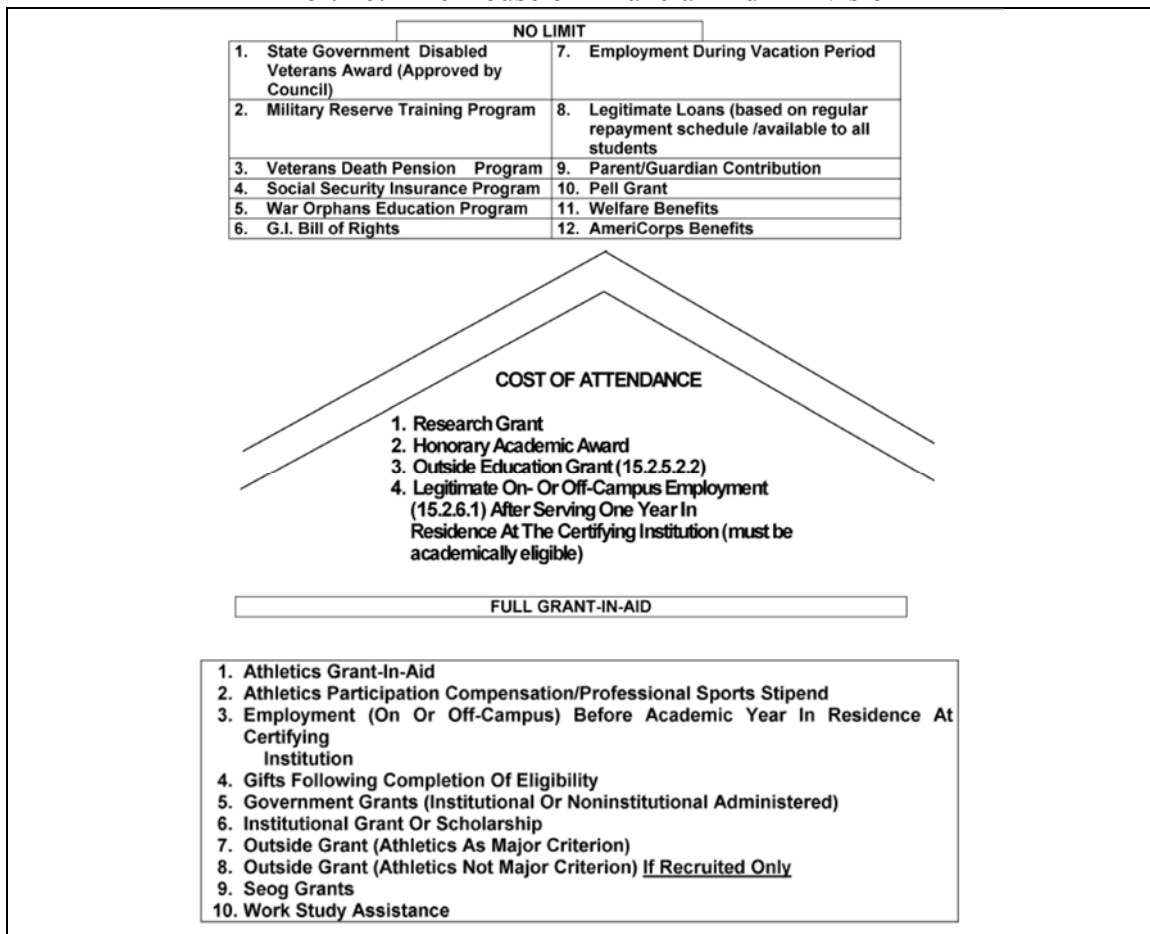 NO LIMIT
1. State Government Disabled
Veterans Award (Approved by
Council)
7. Employment During Vacation Period
2. Military Reserve Training Program
8. Legitimate Loans (based on regular
repayment schedule /available to all
students
3. Veterans Death Pension Program
9. Parent/Guardian Contribution
4. Social Security Insurance Program
10. Pell Grant
5. War Orphans Education Program
11. Welfare Benefits
6. G.I. Bill of Rights
12. AmeriCorps Benefits
COST OF ATTENDANCE
1. Research Grant
2. Honorary Academic Award
3. Outside Education Grant (15.2.5.2.2)
4. Legitimate On- Or Off-Campus Employment
(15.2.6.1) After Serving One Year In
Residence At The Certifying Institution (must be
academically eligible)
FULL GRANT-IN-AID
1. Athletics Grant-In-Aid
2. Athletics Participation Compensation/Professional Sports Stipend
3. Employment (On Or Off-Campus) Before Academic Year In Residence At
Certifying
Institution
4. Gifts Following Completion Of Eligibility
5. Government Grants (Institutional Or Noninstitutional Administered)
6. Institutional Grant Or Scholarship
7. Outside Grant (Athletics As Major Criterion)
8. Outside Grant (Athletics Not Major Criterion) If Recruited Only
9. Seog Grants
10. Work Study Assistance